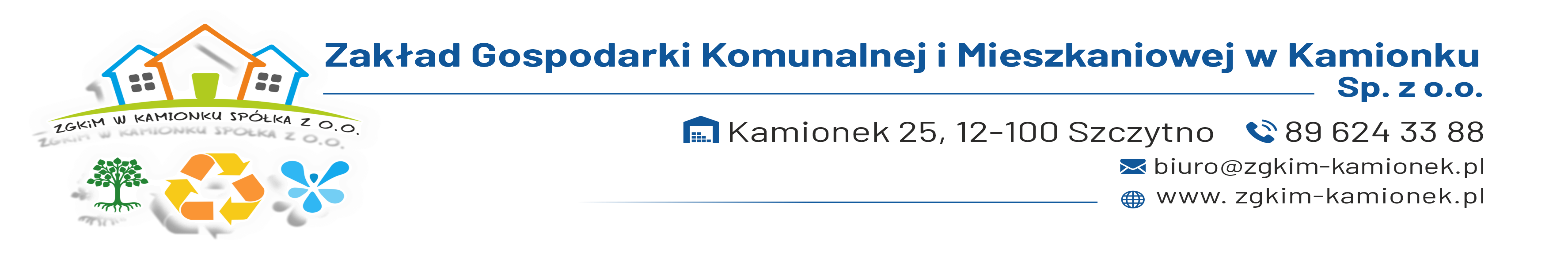 Zakład Gospodarki Komunalnej i Mieszkaniowej w Kamionku
Sp. z o.o.
ZGKiM W KAMIONKU SPÓŁKA Z O.O.
Kamionek 25, 12-100 Szczytno 89 624 33 88
biuro@zgkim-kamionek.pl
www. zgkim-kamionek.pl